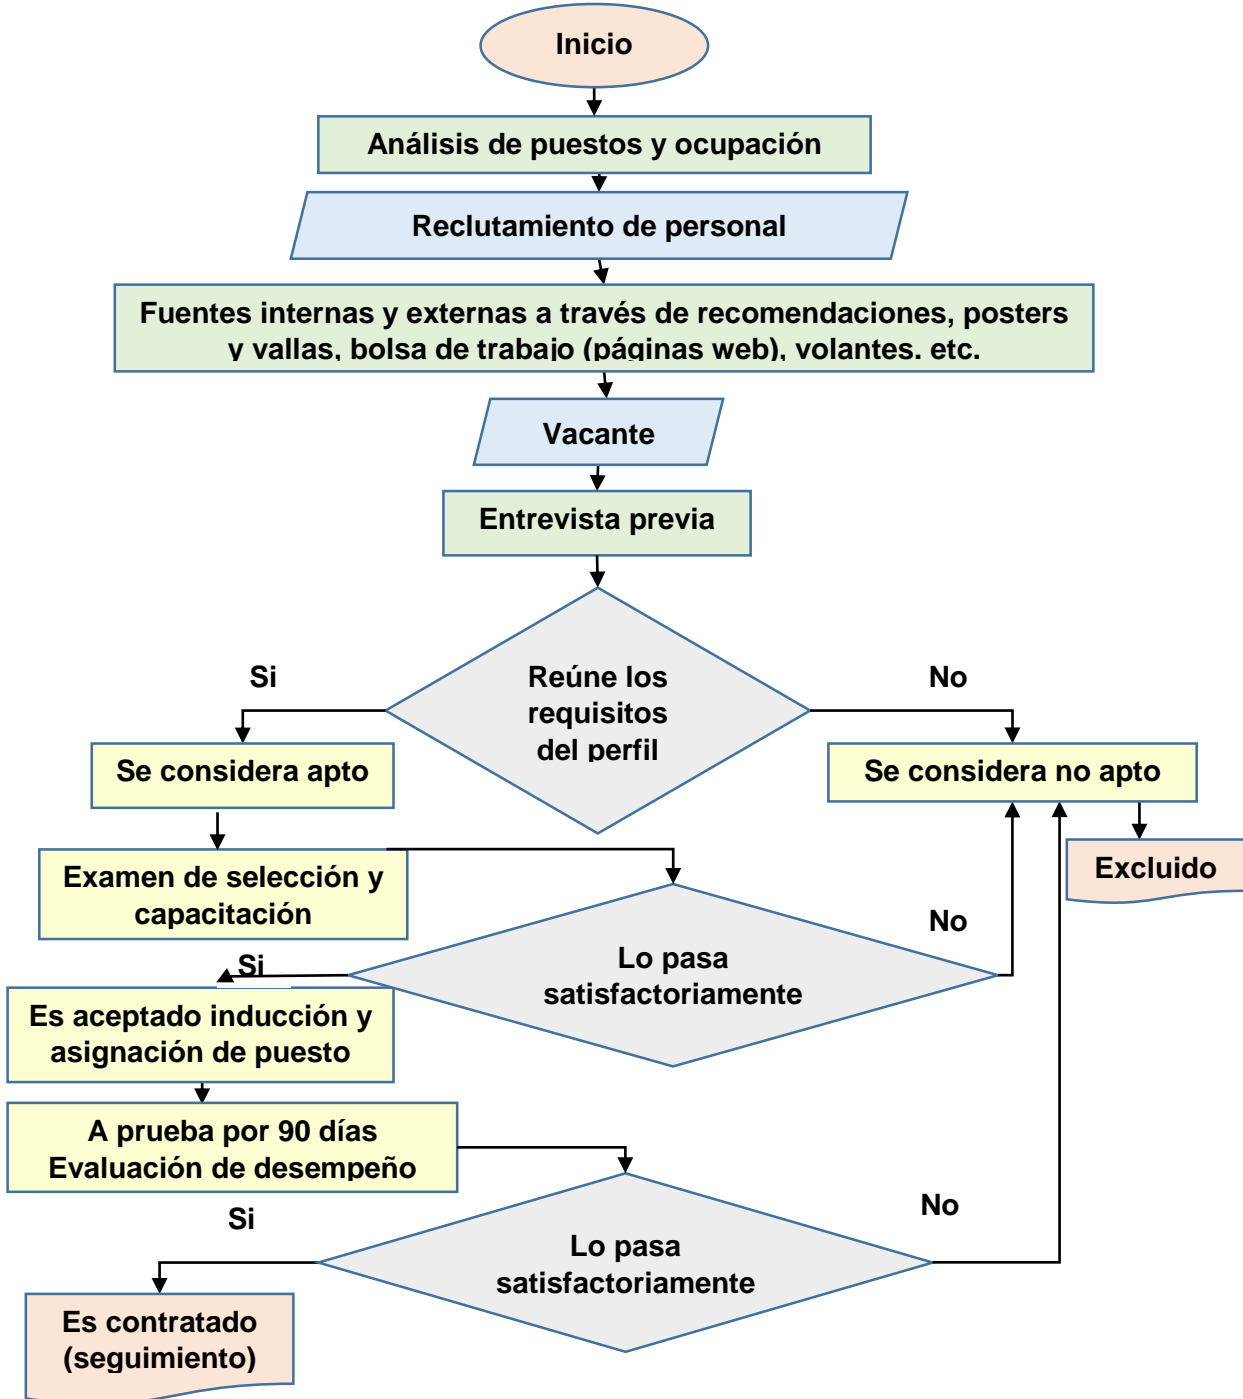 Inicio
Análisis de puestos y ocupación
Reclutamiento de personal
Fuentes internas y externas a través de recomendaciones, posters
y vallas, bolsa de trabajo (páginas web), volantes. etc.
Vacante
Entrevista previa
Si
Reúne los
requisitos
del perfil
No
Se considera apto
Se considera no apto
Examen de selección y
capacitación
Excluido
No
Si
Lo pasa
satisfactoriamente
Es aceptado inducción y
asignación de puesto
A prueba por 90 días
Evaluación de desempeño
Si
No
Lo pasa
satisfactoriamente
Es contratado
(seguimiento)